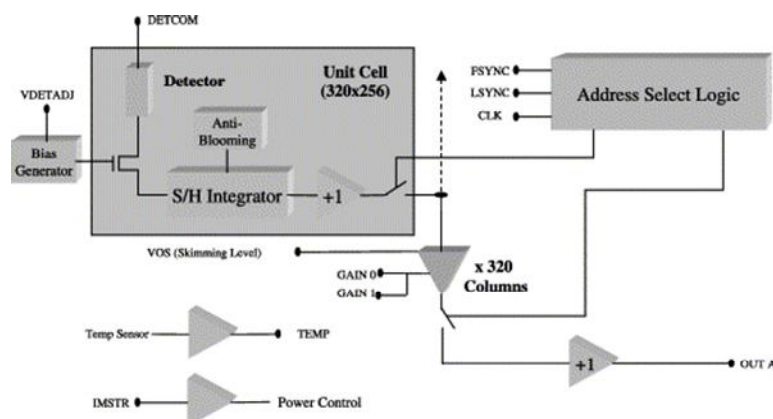 DETCOM
Unit Cell
(320x256)
Detector
VDETADJ
Anti-
Blooming
Bias
Generator
S/H Integrator
+1
FSYNC
LSYNC
CLK
Address Select Logic
VOS (Skimming Level)
GAIN 0
GAIN 1
x 320
Columns
Temp Sensor
TEMP
+1
OUT A
IMSTR
Power Control